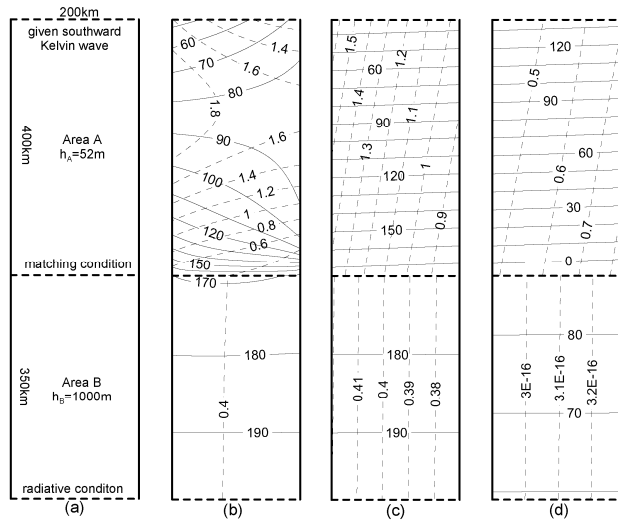 200km
given southward
Kelvin wave
400km
Area A
h_A=52m
matching condition
350km
Area B
h_B=1000m
radiative conditon
(a)
60
1.4
70
1.6
80
1.8
90
1.6
100
1.4
1.2
1
120
0.8
0.6
150
170
180
0.4
190
(b)
1.5
60
1.2
1.4
90
1.1
1.3
120
1
150
0.9
180
0.41
0.4
0.39
0.38
190
(c)
120
0.5
90
60
0.6
30
0.7
0
80
3E-16
3.1E-16
3.2E-16
70
(d)